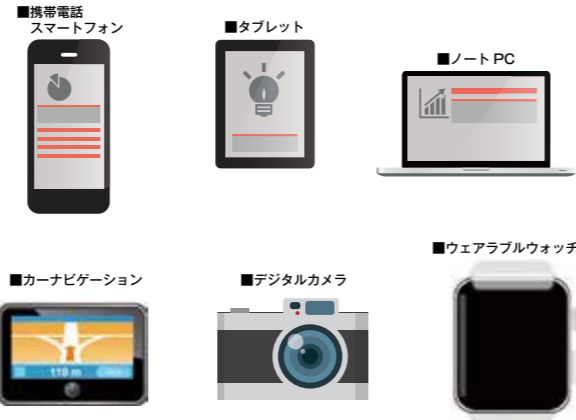 ■携帯電話
スマートフォン
■タブレット
■ノート PC
■カーナビゲーション
■デジタルカメラ
■ウェアラブルウォッチ
110 m